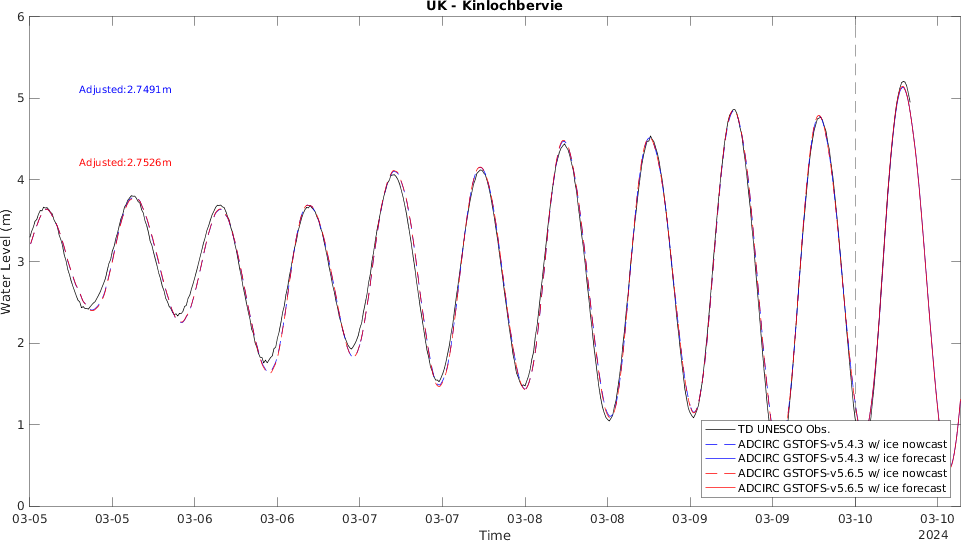 UK - Kinlochbervie
6
5
4
3
2
1
0
Water Level (m)
Adjusted:2.7491m
Adjusted:2.7526m
TD UNESCO Obs.
ADCIRC GSTOFS-v5.4.3 w/ ice nowcast
ADCIRC GSTOFS-v5.4.3 w/ ice forecast
ADCIRC GSTOFS-v5.6.5 w/ ice nowcast
ADCIRC GSTOFS-v5.6.5 w/ ice forecast
03-05 03-05 03-06 03-06 03-07 03-07 03-08 03-08 03-09 03-09 03-10 03-10
2024
Time